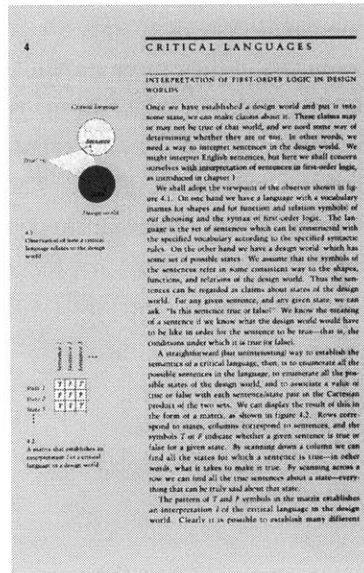 4
CRITICAL LANGUAGES
INTERPRETATION OF FIRST-ORDER LOGIC IN DESIGN
WORLDS
Once we have established a design world and put it into
some state, we can make claims about it. These claims may
or may not be true of that world, and we need some way of
determining whether they are or not. In other words, we
need a way to interpret sentences in the design world. We
might interpret English sentences, but here we shall concern
ourselves with interpretation of sentences in first-order logic,
as introduced in chapter 3
We shall adopt the viewpoint of the observer shown in fig-
ure 4.1. On one hand we have a language with a vocabulary
(names for shapes and for function and relation symbols) of
our choosing and the syntax of first-order logic. The lan-
guage is the set of sentences which can be constructed with
the specified vocabulary according to the specified syntactic
rules. On the other hand we have a design world which has
some set of possible states. We assume that the symbols of
the sentences refer in some consistent way to the shapes,
functions, and relations of the design world. Thus the sen-
tences can be regarded as claims about states of the design
world. For any given sentence, and any given state, we can
ask "Is this sentence true or false?" We know the meaning
of a sentence if we know what the design world would have
to be like in order for the sentence to be true—that is, the
conditions under which it is true (or false).
A straightforward (but uninteresting) way to establish the
semantics of a critical language, then, is to enumerate all the
possible sentences in the language, to enumerate all the pos-
sible states of the design world, and to associate a value of
true or false with each sentence/state pair in the Cartesian
product of the two sets. We can display the result of this in
the form of a matrix, as shown in figure 4.2. Rows corre-
spond to states, columns correspond to sentences, and the
symbols T or F indicate whether a given sentence is true or
false for a given state. By scanning down a column we can
find all the states for which a sentence is true—in other
words, what it takes to make it true. By scanning across a
row we can find all the true sentences about a state—every-
thing that can be truly said about that state.
The pattern of T and F symbols in the matrix establishes
an interpretation I of the critical language in the design
world. Clearly it is possible to establish many different
Critical language
Design world
4.1
Observation of how a critical
language relates to the design
world
Sentence 1
Sentence 2
Sentence 3
State 1
State 2
State 3
4.2
A matrix that establishes an
interpretation I of a critical
language in a design world